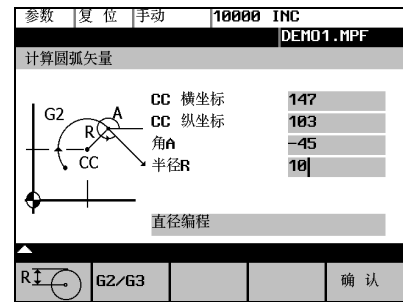 参数 复 位 手动 10000 INC
DEMO1.MPF
计算圆弧矢量
G2 A
R
CC
CC 横坐标 147
CC 纵坐标 103
角A -45
半径R 10
直径编程
R G2/G3 确 认